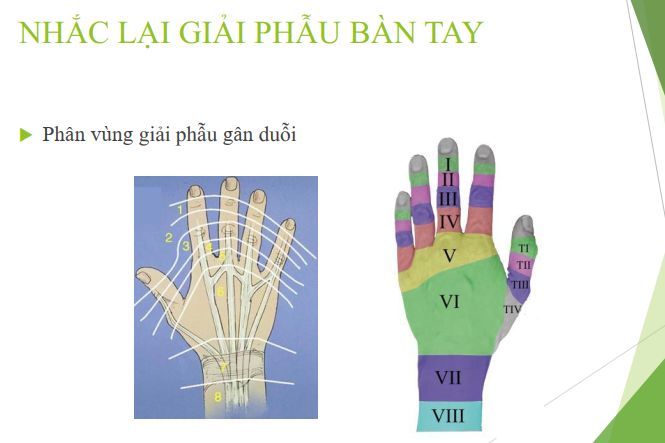 NHẮC LẠI GIẢI PHẪU BÀN TAY
Phân vùng giải phẫu gân duỗi
1
2
3
5
6
7
8
I
II
III
IV
V
VI
VII
VIII
TI
TII
TIII
TIV